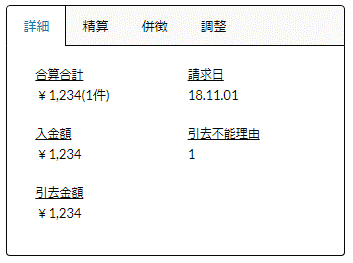 詳細 精算 併徴 調整
合算合計 請求日
￥1,234(1件) 18.11.01
入金額 引去不能理由
￥1,234 1
引去金額
￥1,234